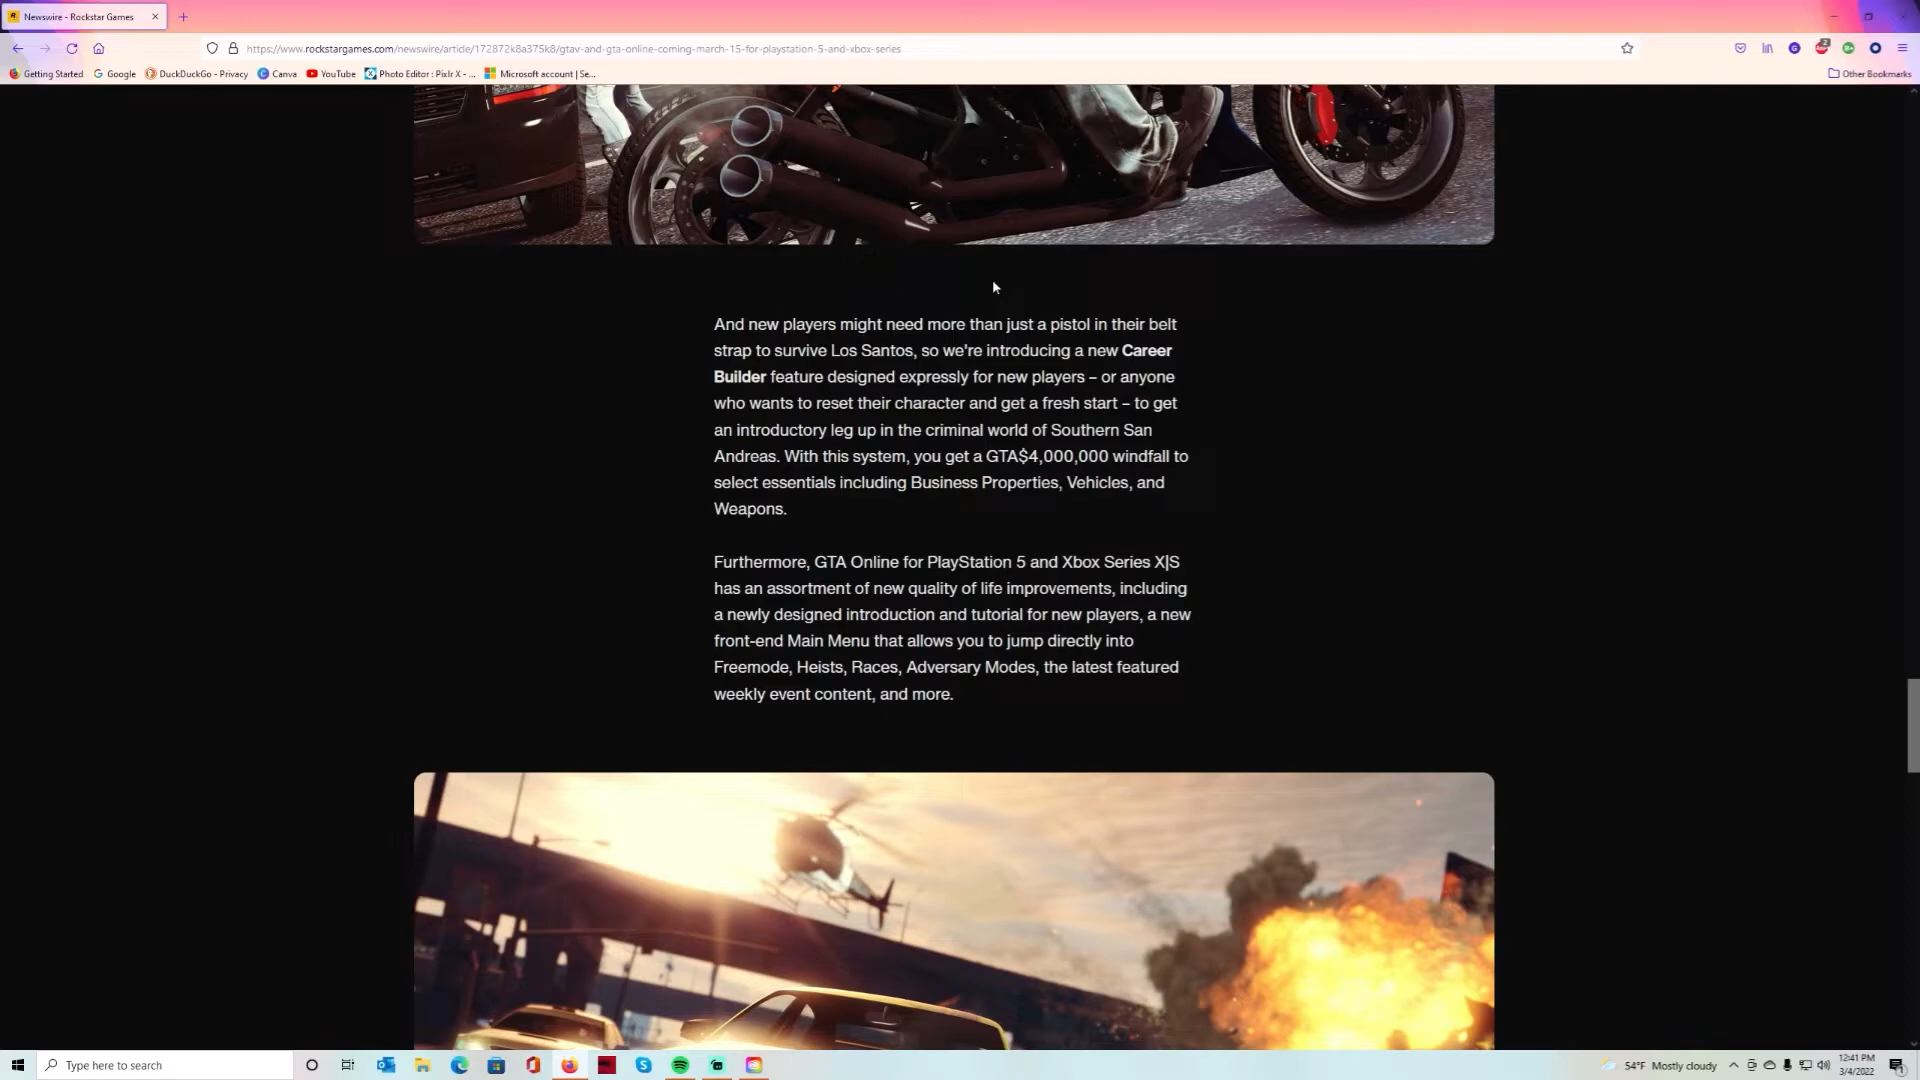 Newswire - Rockstar Games
https://www.rockstargames.com/newswire/article/172872k8a375k8/gtav-and-gta-online-coming-march-15-for-playstation-5-and-xbox-series
Getting Started
Google
DuckDuckGo - Privacy
Canva
YouTube
Photo Editor : Pixlr X - ...
Microsoft account | Se...
Other Bookmarks
And new players might need more than just a pistol in their belt
strap to survive Los Santos, so we're introducing a new Career
Builder feature designed expressly for new players – or anyone
who wants to reset their character and get a fresh start – to get
an introductory leg up in the criminal world of Southern San
Andreas. With this system, you get a GTA$4,000,000 windfall to
select essentials including Business Properties, Vehicles, and
Weapons.
Furthermore, GTA Online for PlayStation 5 and Xbox Series X|S
has an assortment of new quality of life improvements, including
a newly designed introduction and tutorial for new players, a new
front-end Main Menu that allows you to jump directly into
Freemode, Heists, Races, Adversary Modes, the latest featured
weekly event content, and more.
Type here to search
54°F Mostly cloudy
12:41 PM
3/4/2022